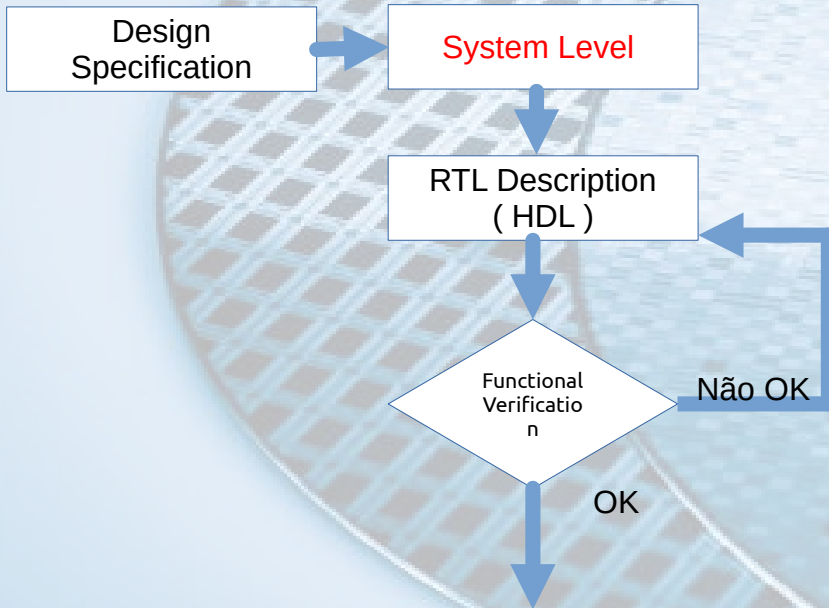 Design
Specification
System Level
RTL Description
( HDL )
Functional
Verificatio
n
Não OK
OK